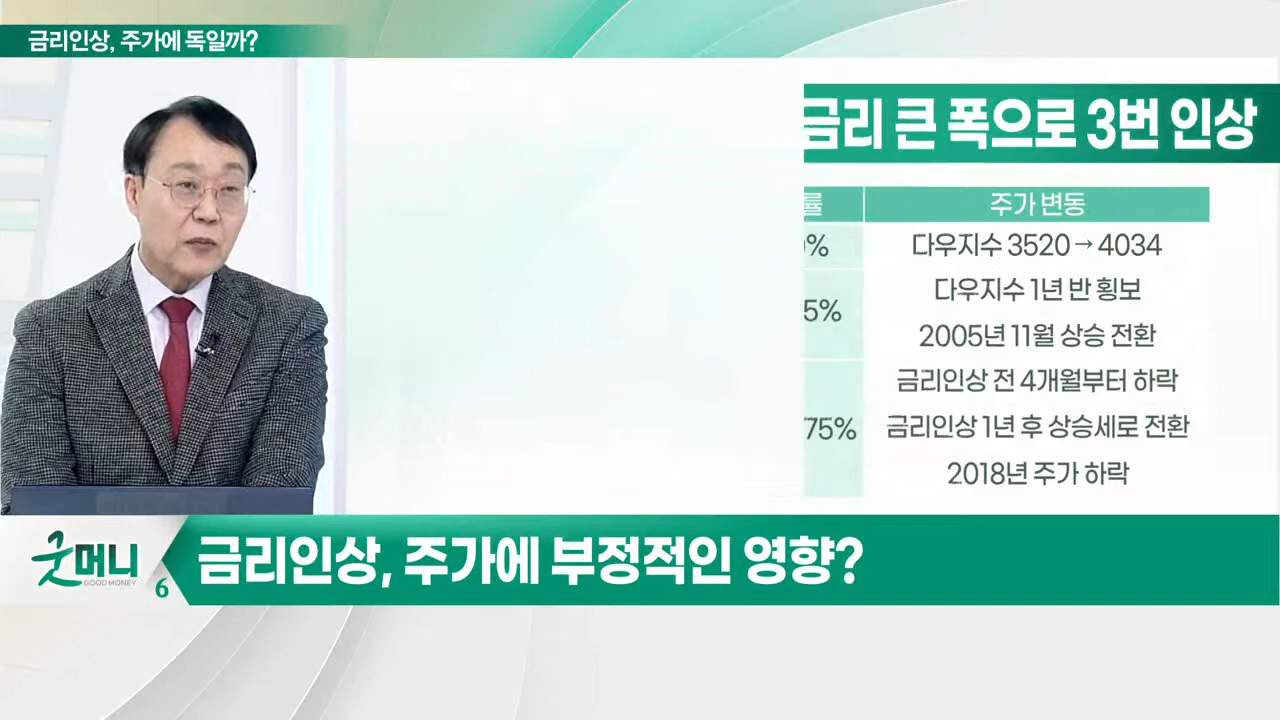 금리인상, 주가에 독일까?
금리 큰 폭으로 3번 인상
률 주가 변동
% 다우지수 3520 → 4034
5% 다우지수 1년 반 횡보
2005년 11월 상승 전환
금리인상 전 4개월부터 하락
75% 금리인상 1년 후 상승세로 전환
2018년 주가 하락
굿머니
GOOD MONEY
6
금리인상, 주가에 부정적인 영향?